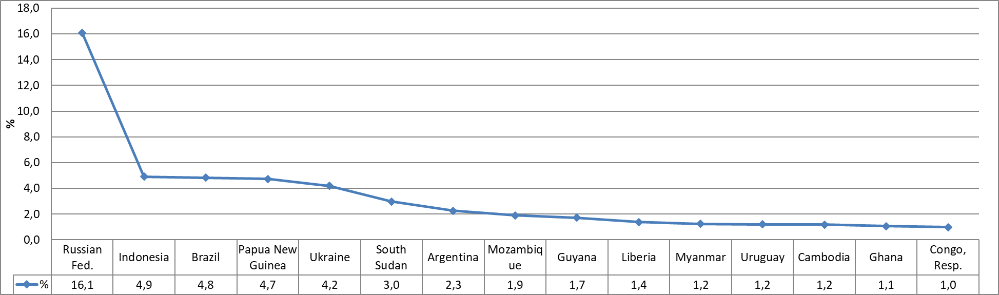 18,0
16,0
14,0
12,0
10,0
8,0
6,0
4,0
2,0
0,0
%
Russian
Fed.
Indonesia
Brazil
Papua New
Guinea
Ukraine
South
Sudan
Argentina
Mozambiq
ue
Guyana
Liberia
Myanmar
Uruguay
Cambodia
Ghana
Congo,
Resp.
% 16,1 4,9 4,8 4,7 4,2 3,0 2,3 1,9 1,7 1,4 1,2 1,2 1,2 1,1 1,0